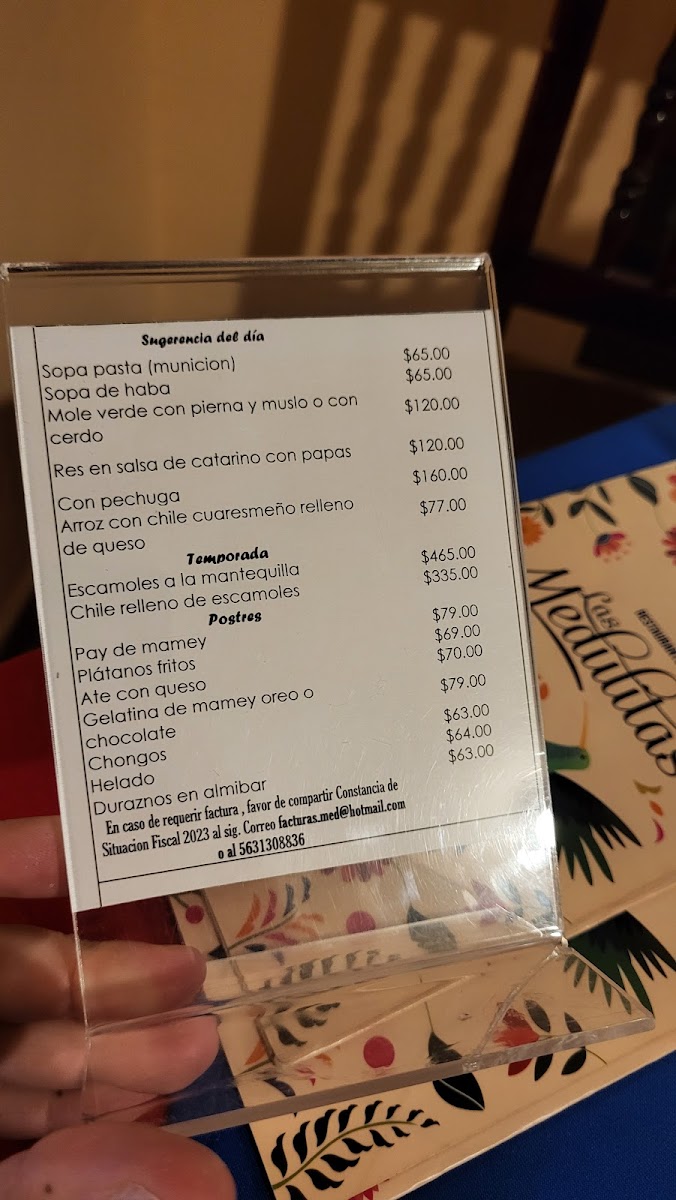 Sugerencia del día
Sopa pasta (municion) $65.00
Sopa de haba $65.00
Mole verde con pierna y muslo o con $120.00
cerdo
Res en salsa de catarino con papas $120.00
Con pechuga $160.00
Arroz con chile cuaresmeño relleno $77.00
de queso
Temporada
Escamoles a la mantequilla $465.00
Chile relleno de escamoles $335.00
Postres
Pay de mamey $79.00
Plátanos fritos $69.00
Ate con queso $70.00
Gelatina de mamey oreo o $79.00
chocolate
Chongos $63.00
Helado $64.00
Duraznos en almibar $63.00
En caso de requerir factura , favor de compartir Constancia de
Situacion Fiscal 2023 al sig. Correo facturas.med@hotmail.com
o al 5631308836
RESTAURANT
Las
Medulitas